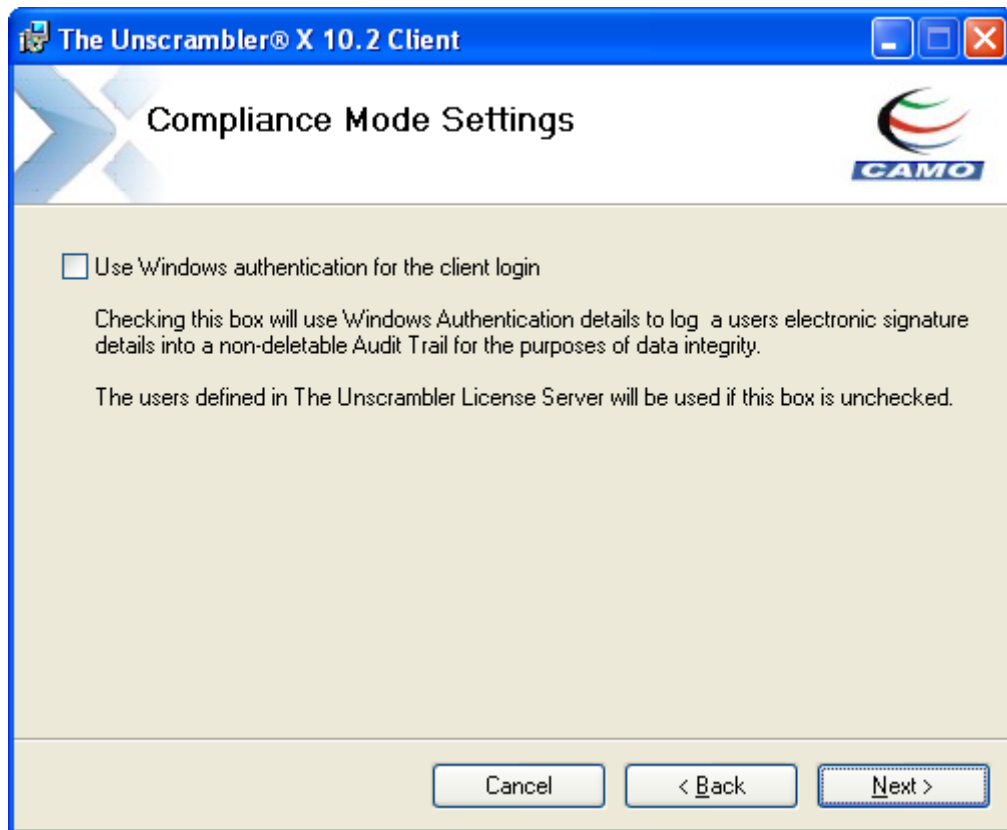 The Unscrambler® X 10.2 Client
Compliance Mode Settings
CAMO
Use Windows authentication for the client login
Checking this box will use Windows Authentication details to log  a users electronic signature
details into a non-deletable Audit Trail for the purposes of data integrity.
The users defined in The Unscrambler License Server will be used if this box is unchecked.
Cancel
< Back
Next >